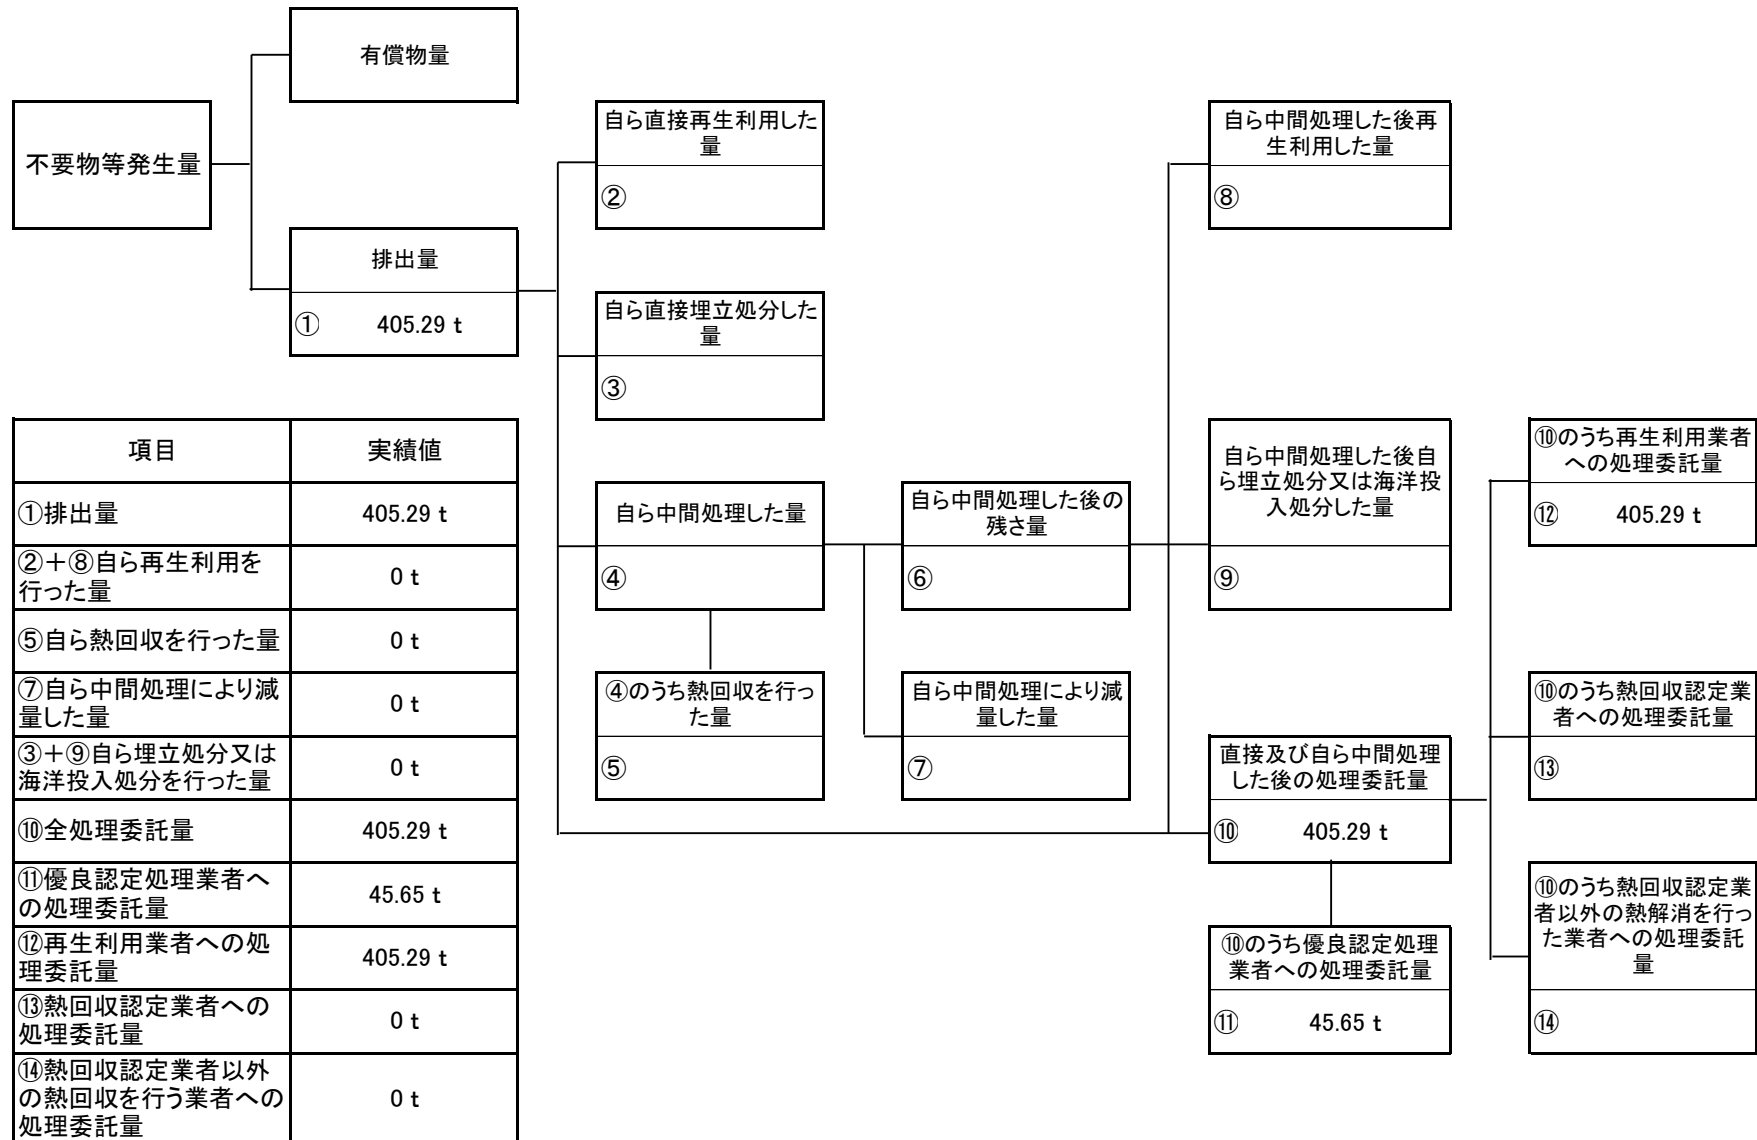 有償物量
不要物等発生量
排出量
① 405.29 t
自ら直接再生利用した
量
②
自ら直接埋立処分した
量
③
自ら中間処理した量
④
④のうち熱回収を行っ
た量
⑤
自ら中間処理した後の
残さ量
⑥
自ら中間処理により減
量した量
⑦
自ら中間処理した後再
生利用した量
⑧
自ら中間処理した後自
ら埋立処分又は海洋投
入処分した量
⑨
直接及び自ら中間処理
した後の処理委託量
⑩ 405.29 t
⑩のうち優良認定処理
業者への処理委託量
⑪ 45.65 t
⑩のうち再生利用業者
への処理委託量
⑫ 405.29 t
⑩のうち熱回収認定業
者への処理委託量
⑬
⑩のうち熱回収認定業
者以外の熱解消を行っ
た業者への処理委託
量
⑭
項目 実績値
①排出量 405.29 t
②＋⑧自ら再生利用を
行った量 0 t
⑤自ら熱回収を行った量 0 t
⑦自ら中間処理により減
量した量 0 t
③＋⑨自ら埋立処分又は
海洋投入処分を行った量 0 t
⑩全処理委託量 405.29 t
⑪優良認定処理業者へ
の処理委託量 45.65 t
⑫再生利用業者への処
理委託量 405.29 t
⑬熱回収認定業者への
処理委託量 0 t
⑭熱回収認定業者以外
の熱回収を行う業者への
処理委託量 0 t